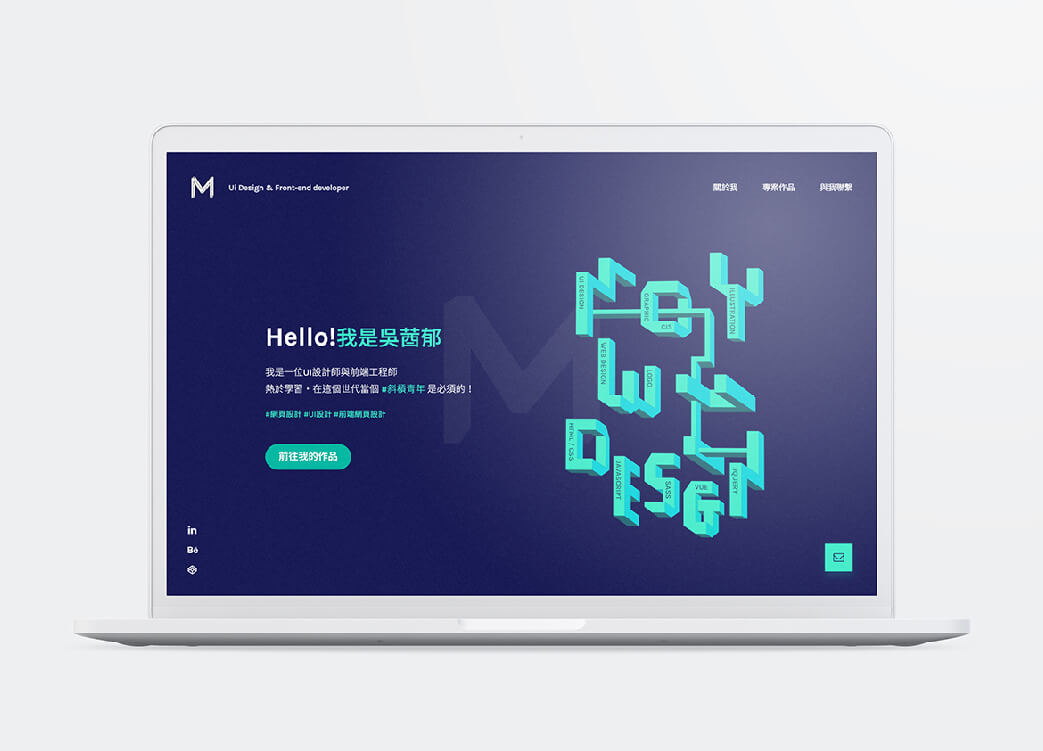 M
Ui Design & Front-end developer
關於我
專案作品
與我聯繫
Hello!我是吳茜郁
我是一位UI設計師與前端工程師
熱於學習,在這個世代當個 #斜槓青年 是必須的!
#網頁設計 #UI設計 #前端網頁設計
前往我的作品
in
Bē
UI DESIGN
GRAPHIC
CIS
ILLUSTRATION
WEB DESIGN
LOGO
HTML / CSS
JAVASCRIPT
SASS
VUE
JQUERY
DESG